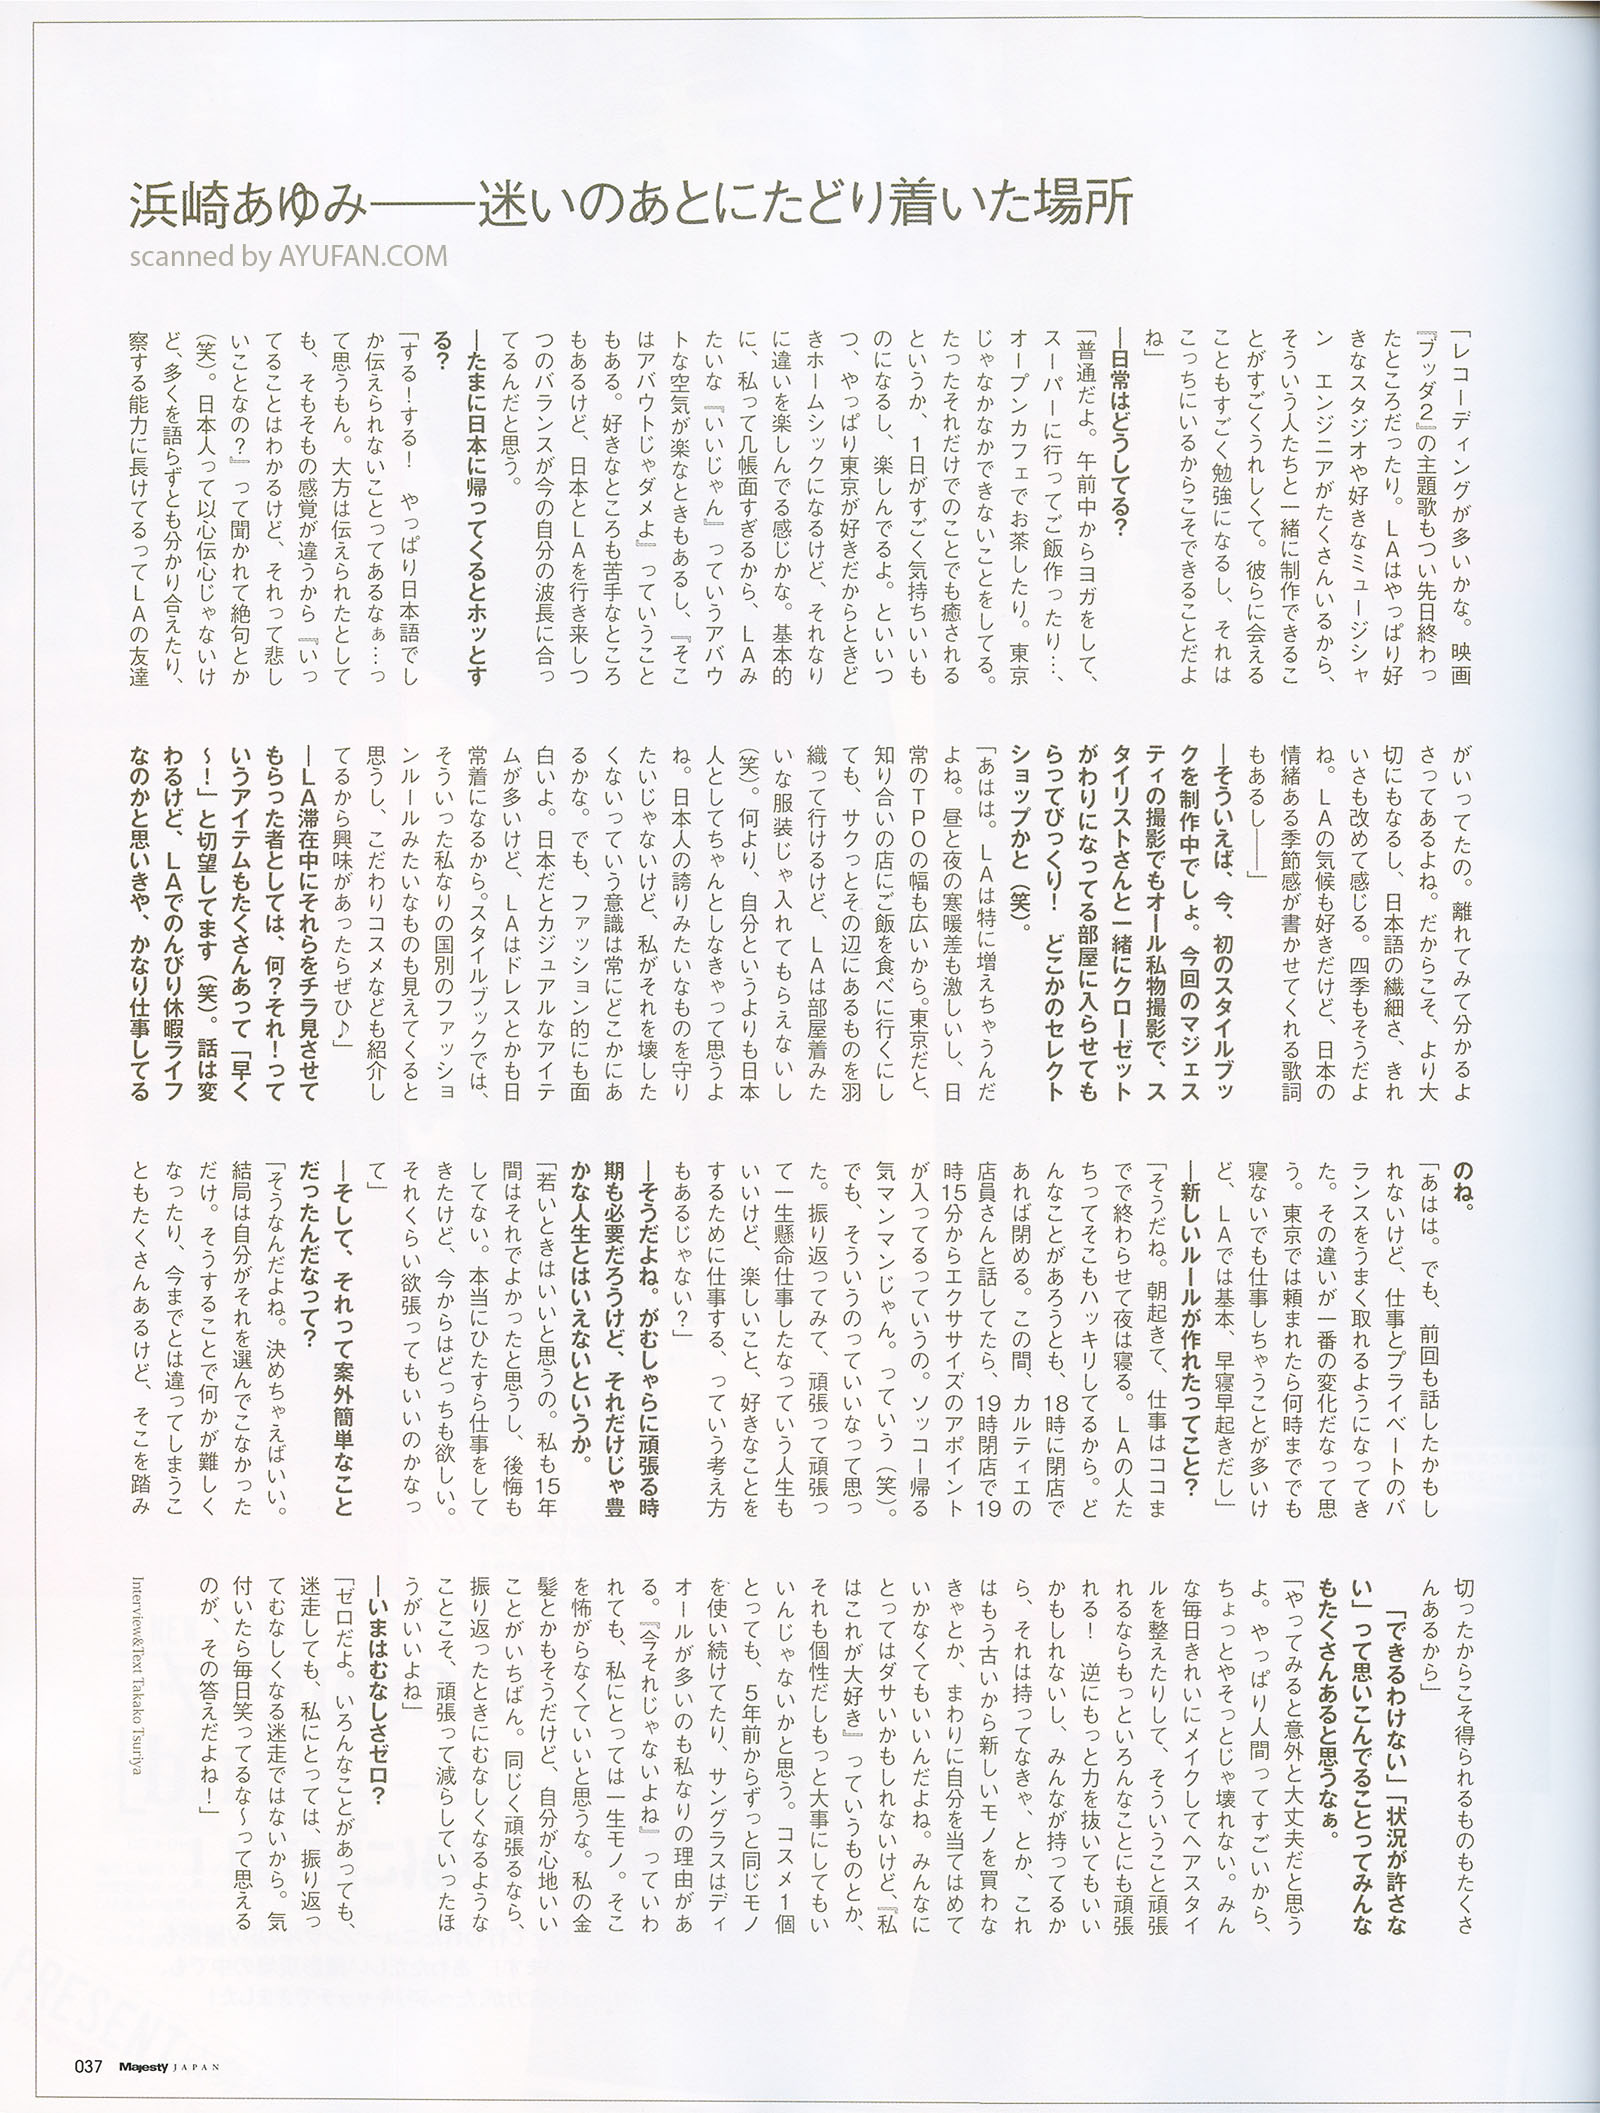 浜崎あゆみ――迷いのあとにたどり着いた場所
scanned by AYUFAN.COM
「レコーディングが多いかな。映画
『ブッダ2』の主題歌もつい先日終わっ
たところだったり。LAはやっぱり好
きなスタジオや好きなミュージシャ
ン、エンジニアがたくさんいるから、
そういう人たちと一緒に制作できるこ
とがすごくうれしくて。彼らに会える
こともすごく勉強になるし、それは
こっちにいるからこそできることだよ
ね」
―日常はどうしてる？
「普通だよ。午前中からヨガをして、
スーパーに行ってご飯作ったり…、
オープンカフェでお茶したり。東京
じゃなかなかできないことをしてる。
たったそれだけでのことでも癒される
というか、1日がすごく気持ちいいも
のになるし、楽しんでるよ。といいつ
つ、やっぱり東京が好きだからときど
きホームシックになるけど、それなり
に違いを楽しんでる感じかな。基本的
に、私って几帳面すぎるから、LAみ
たいな『いいじゃん』っていうアバウ
トな空気が楽なときもあるし、『そこ
はアバウトじゃダメよ』っていうこと
もある。好きなところも苦手なところ
もあるけど、日本とLAを行き来しつ
つのバランスが今の自分の波長に合っ
てるんだと思う。
―たまに日本に帰ってくるとホッとす
る？
「する！する！　やっぱり日本語でし
か伝えられないことってあるなぁ…っ
て思うもん。大方は伝えられたとして
も、そもそもの感覚が違うから『いっ
てることはわかるけど、それって悲し
いことなの？』って聞かれて絶句とか
（笑）。日本人って以心伝心じゃないけ
ど、多くを語らずとも分かり合えたり、
察する能力に長けてるってLAの友達
がいってたの。離れてみて分かるよ
さってあるよね。だからこそ、より大
切にもなるし、日本語の繊細さ、きれ
いさも改めて感じる。四季もそうだよ
ね。LAの気候も好きだけど、日本の
情緒ある季節感が書かせてくれる歌詞
もあるし――」
―そういえば、今、初のスタイルブッ
クを制作中でしょ。今回のマジェス
ティの撮影でもオール私物撮影で、ス
タイリストさんと一緒にクローゼット
がわりになってる部屋に入らせても
らってびっくり！　どこかのセレクト
ショップかと（笑）。
「あはは。LAは特に増えちゃうんだ
よね。昼と夜の寒暖差も激しいし、日
常のTPOの幅も広いから。東京だと、
知り合いの店にご飯を食べに行くにし
ても、サクっとその辺にあるものを羽
織って行けるけど、LAは部屋着みた
いな服装じゃ入れてもらえないし
（笑）。何より、自分というよりも日本
人としてちゃんとしなきゃって思うよ
ね。日本人の誇りみたいなものを守り
たいじゃないけど、私がそれを壊した
くないっていう意識は常にどこかにあ
るかな。でも、ファッション的にも面
白いよ。日本だとカジュアルなアイテ
ムが多いけど、LAはドレスとかも日
常着になるから。スタイルブックでは、
そういった私なりの国別のファッショ
ンルールみたいなものも見えてくると
思うし、こだわりコスメなども紹介し
てるから興味があったらぜひ♪」
―LA滞在中にそれらをチラ見させて
もらった者としては、何？それ！って
いうアイテムもたくさんあって「早く
～！」と切望してます（笑）。話は変
わるけど、LAでのんびり休暇ライフ
なのかと思いきや、かなり仕事してる
のね。
「あはは。でも、前回も話したかもし
れないけど、仕事とプライベートのバ
ランスをうまく取れるようになってき
た。その違いが一番の変化だなって思
う。東京では頼まれたら何時まででも
寝ないでも仕事しちゃうことが多いけ
ど、LAでは基本、早寝早起きだし」
―新しいルールが作れたってこと？
「そうだね。朝起きて、仕事はココま
でで終わらせて夜は寝る。LAの人た
ちってそこもハッキリしてるから。ど
んなことがあろうとも、18時に閉店で
あれば閉める。この間、カルティエの
店員さんと話してたら、19時閉店で19
時15分からエクササイズのアポイント
が入ってるっていうの。ソッコー帰る
気マンマンじゃん。っていう（笑）。
でも、そういうのっていいなって思っ
た。振り返ってみて、頑張って頑張っ
て一生懸命仕事したなっていう人生も
いいけど、楽しいこと、好きなことを
するために仕事する、っていう考え方
もあるじゃない？」
―そうだよね。がむしゃらに頑張る時
期も必要だろうけど、それだけじゃ豊
かな人生とはいえないというか。
「若いときはいいと思うの。私も15年
間はそれでよかったと思うし、後悔も
してない。本当にひたすら仕事をして
きたけど、今からはどっちも欲しい。
それくらい欲張ってもいいのかなっ
て」
―そして、それって案外簡単なこと
だったんだなって？
「そうなんだよね。決めちゃえばいい。
結局は自分がそれを選んでこなかった
だけ。そうすることで何かが難しく
なったり、今までとは違ってしまうこ
ともたくさんあるけど、そこを踏み
切ったからこそ得られるものもたくさ
んあるから」
「できるわけない」「状況が許さな
い」って思いこんでることってみんな
もたくさんあると思うなぁ。
「やってみると意外と大丈夫だと思う
よ。やっぱり人間ってすごいから、
ちょっとやそっとじゃ壊れない。みん
な毎日きれいにメイクしてヘアスタイ
ルを整えたりして、そういうこと頑張
れるならもっといろんなことにも頑張
れる！　逆にもっと力を抜いてもいい
かもしれないし、みんなが持ってるか
ら、それは持ってなきゃ、とか、これ
はもう古いから新しいモノを買わな
きゃとか、まわりに自分を当てはめて
いかなくてもいいんだよね。みんなに
とってはダサいかもしれないけど、『私
はこれが大好き』っていうものとか、
それも個性だしもっと大事にしてもい
いんじゃないかと思う。コスメ1個
とっても、5年前からずっと同じモノ
を使い続けてたり、サングラスはディ
オールが多いのも私なりの理由があ
る。『今それじゃないよね』っていわ
れても、私にとっては一生モノ。そこ
を怖がらなくていいと思うな。私の金
髪とかもそうだけど、自分が心地いい
ことがいちばん。同じく頑張るなら、
振り返ったときにむなしくなるような
ことこそ、頑張って減らしていったほ
うがいいよね」
―いまはむなしさゼロ？
「ゼロだよ。いろんなことがあっても、
迷走しても、私にとっては、振り返っ
てむなしくなる迷走ではないから。気
付いたら毎日笑ってるな～って思える
のが、その答えだよね！」
Interview&Text Takako Tsuriya
037 Majesty JAPAN